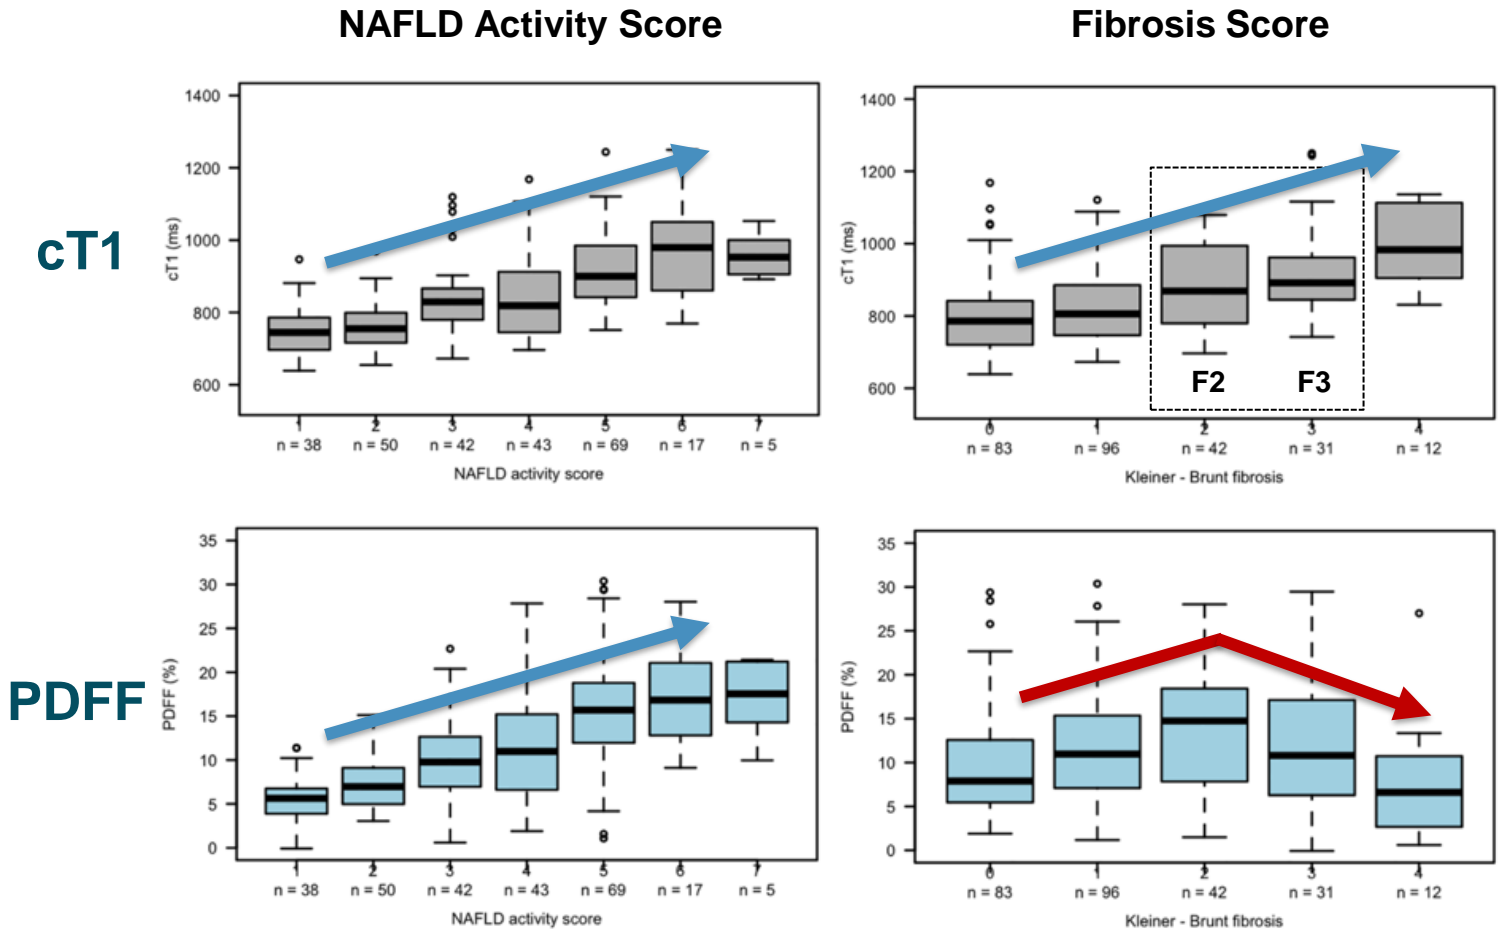 NAFLD Activity Score
Fibrosis Score
cT1
1400
1200
1000
800
600
cT1 (ms)
1 2 3 4 5 6 7
n = 38 n = 50 n = 42 n = 43 n = 69 n = 17 n = 5
NAFLD activity score
1400
1200
1000
800
600
cT1 (ms)
F2 F3
0 1 2 3 4
n = 83 n = 96 n = 42 n = 31 n = 12
Kleiner - Brunt fibrosis
PDFF
35
30
25
20
15
10
5
0
PDFF (%)
1 2 3 4 5 6 7
n = 38 n = 50 n = 42 n = 43 n = 69 n = 17 n = 5
NAFLD activity score
35
30
25
20
15
10
5
0
PDFF (%)
0 1 2 3 4
n = 83 n = 96 n = 42 n = 31 n = 12
Kleiner - Brunt fibrosis